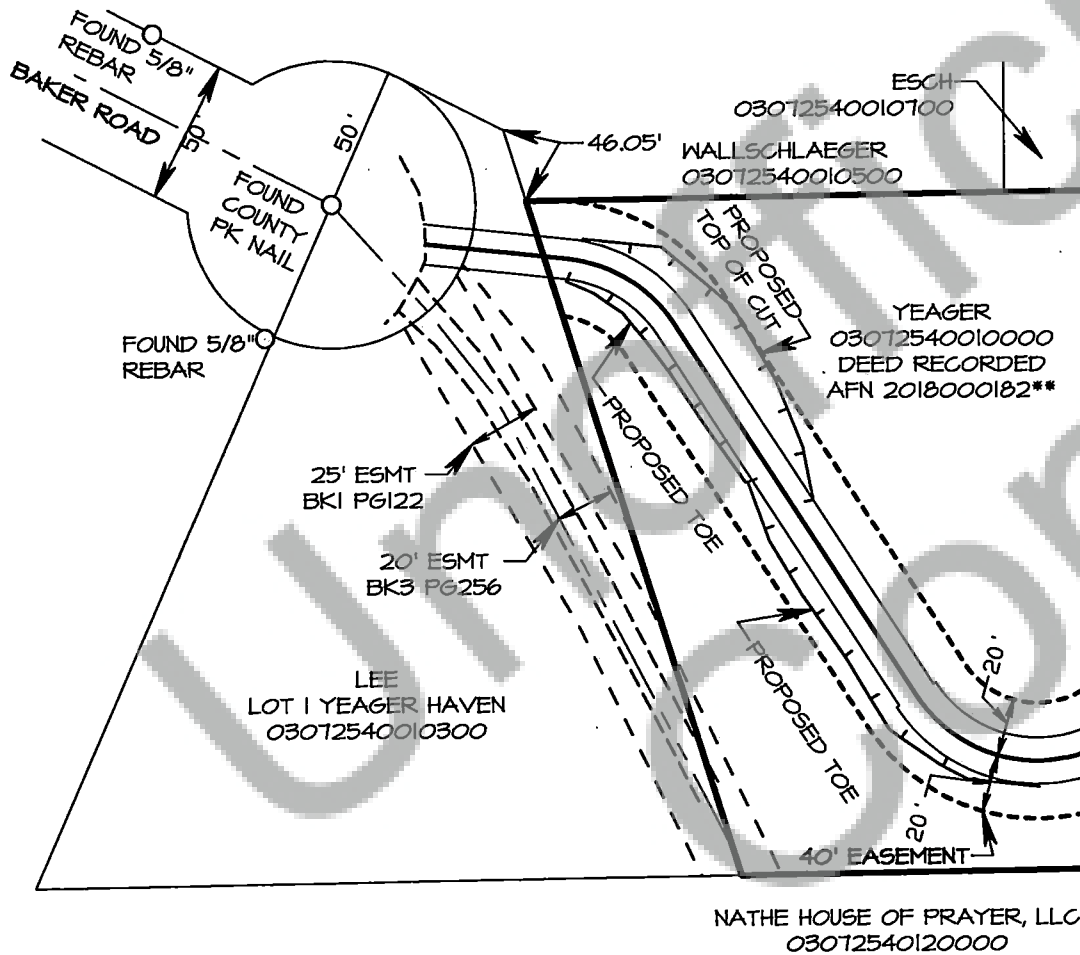 FOUND 5/8"
REBAR
BAKER ROAD
50'
50'
FOUND
COUNTY
PK NAIL
FOUND 5/8"
REBAR
46.05'
ESCH
03072540010700
WALLSCHLAEGER
03072540010500
PROPOSED
TOP OF CUT
YEAGER
03072540010000
DEED RECORDED
AFN 2018000182**
25' ESMT
BK1 PG122
20' ESMT
BK3 PG256
PROPOSED TOE
PROPOSED TOE
LEE
LOT 1 YEAGER HAVEN
03072540010300
20'
20'
40' EASEMENT
NATHE HOUSE OF PRAYER, LLC
03072540120000